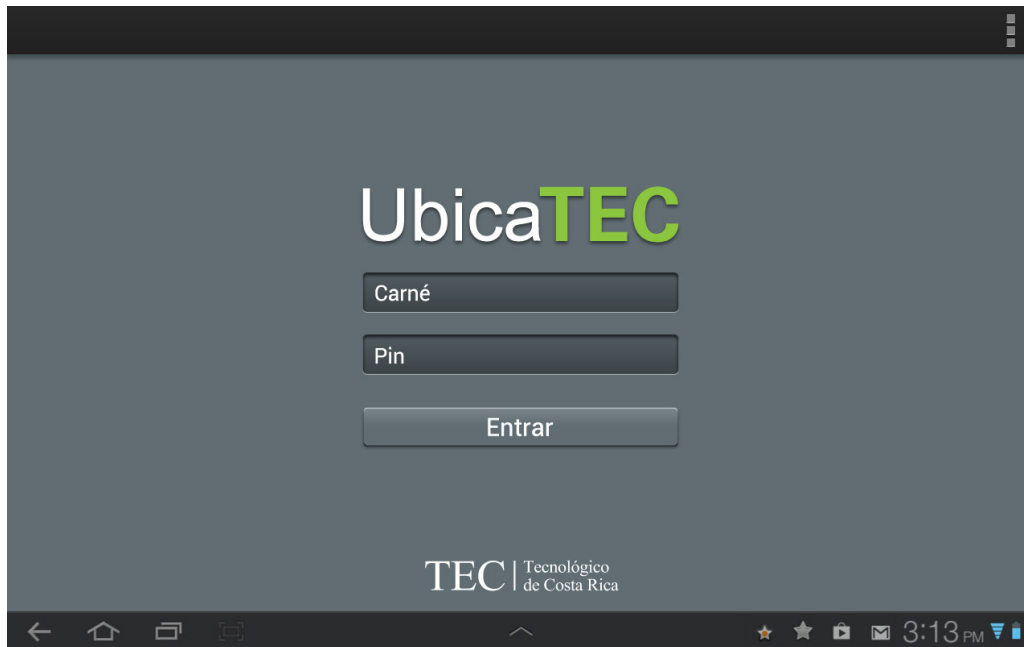 UbicaTEC
Carné
Pin
Entrar
TEC | Tecnológico
de Costa Rica
3:13 PM